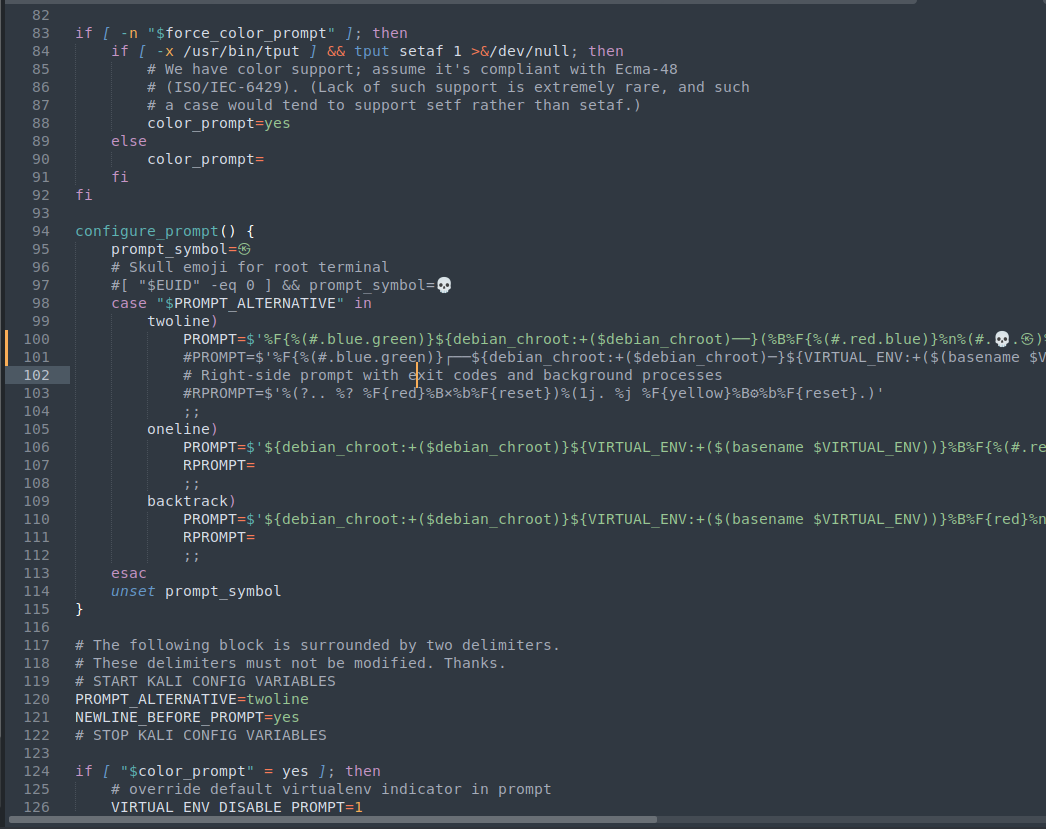 82
83 if [ -n "$force_color_prompt" ]; then
84     if [ -x /usr/bin/tput ] && tput setaf 1 >&/dev/null; then
85         # We have color support; assume it's compliant with Ecma-48
86         # (ISO/IEC-6429). (Lack of such support is extremely rare, and such
87         # a case would tend to support setf rather than setaf.)
88         color_prompt=yes
89     else
90         color_prompt=
91     fi
92 fi
93
94 configure_prompt() {
95     prompt_symbol=㉿
96     # Skull emoji for root terminal
97     #[ "$EUID" -eq 0 ] && prompt_symbol=💀
98     case "$PROMPT_ALTERNATIVE" in
99         twoline)
100             PROMPT=$'%F{%(#.blue.green)}${debian_chroot:+($debian_chroot)──}(%B%F{%(#.red.blue)}%n%(#.💀.㉿)%
101             #PROMPT=$'%F{%(#.blue.green)}┌──${debian_chroot:+($debian_chroot)─}${VIRTUAL_ENV:+($(basename $V
102             # Right-side prompt with exit codes and background processes
103             #RPROMPT=$'%(?.. %? %F{red}%B⨯%b%F{reset})%(1j. %j %F{yellow}%B⚙%b%F{reset}.)'
104             ;;
105         oneline)
106             PROMPT=$'${debian_chroot:+($debian_chroot)}${VIRTUAL_ENV:+($(basename $VIRTUAL_ENV))}%B%F{%(#.re
107             RPROMPT=
108             ;;
109         backtrack)
110             PROMPT=$'${debian_chroot:+($debian_chroot)}${VIRTUAL_ENV:+($(basename $VIRTUAL_ENV))}%B%F{red}%n
111             RPROMPT=
112             ;;
113     esac
114     unset prompt_symbol
115 }
116
117 # The following block is surrounded by two delimiters.
118 # These delimiters must not be modified. Thanks.
119 # START KALI CONFIG VARIABLES
120 PROMPT_ALTERNATIVE=twoline
121 NEWLINE_BEFORE_PROMPT=yes
122 # STOP KALI CONFIG VARIABLES
123
124 if [ "$color_prompt" = yes ]; then
125     # override default virtualenv indicator in prompt
126     VIRTUAL_ENV_DISABLE_PROMPT=1